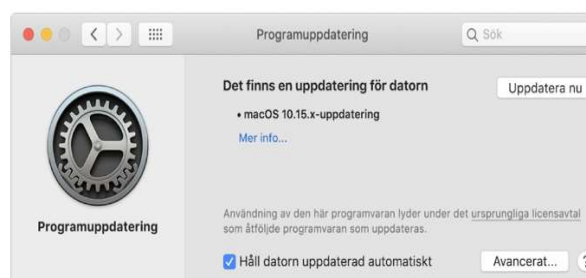 Programuppdatering
Sök
Det finns en uppdatering för datorn
Uppdatera nu
• macOS 10.15.x-uppdatering
Mer info...
Programuppdatering
Användning av den här programvaran lyder under det ursprungliga licensavtal
som åtföljde programvaran som uppdateras.
Håll datorn uppdaterad automatiskt
Avancerat...
?